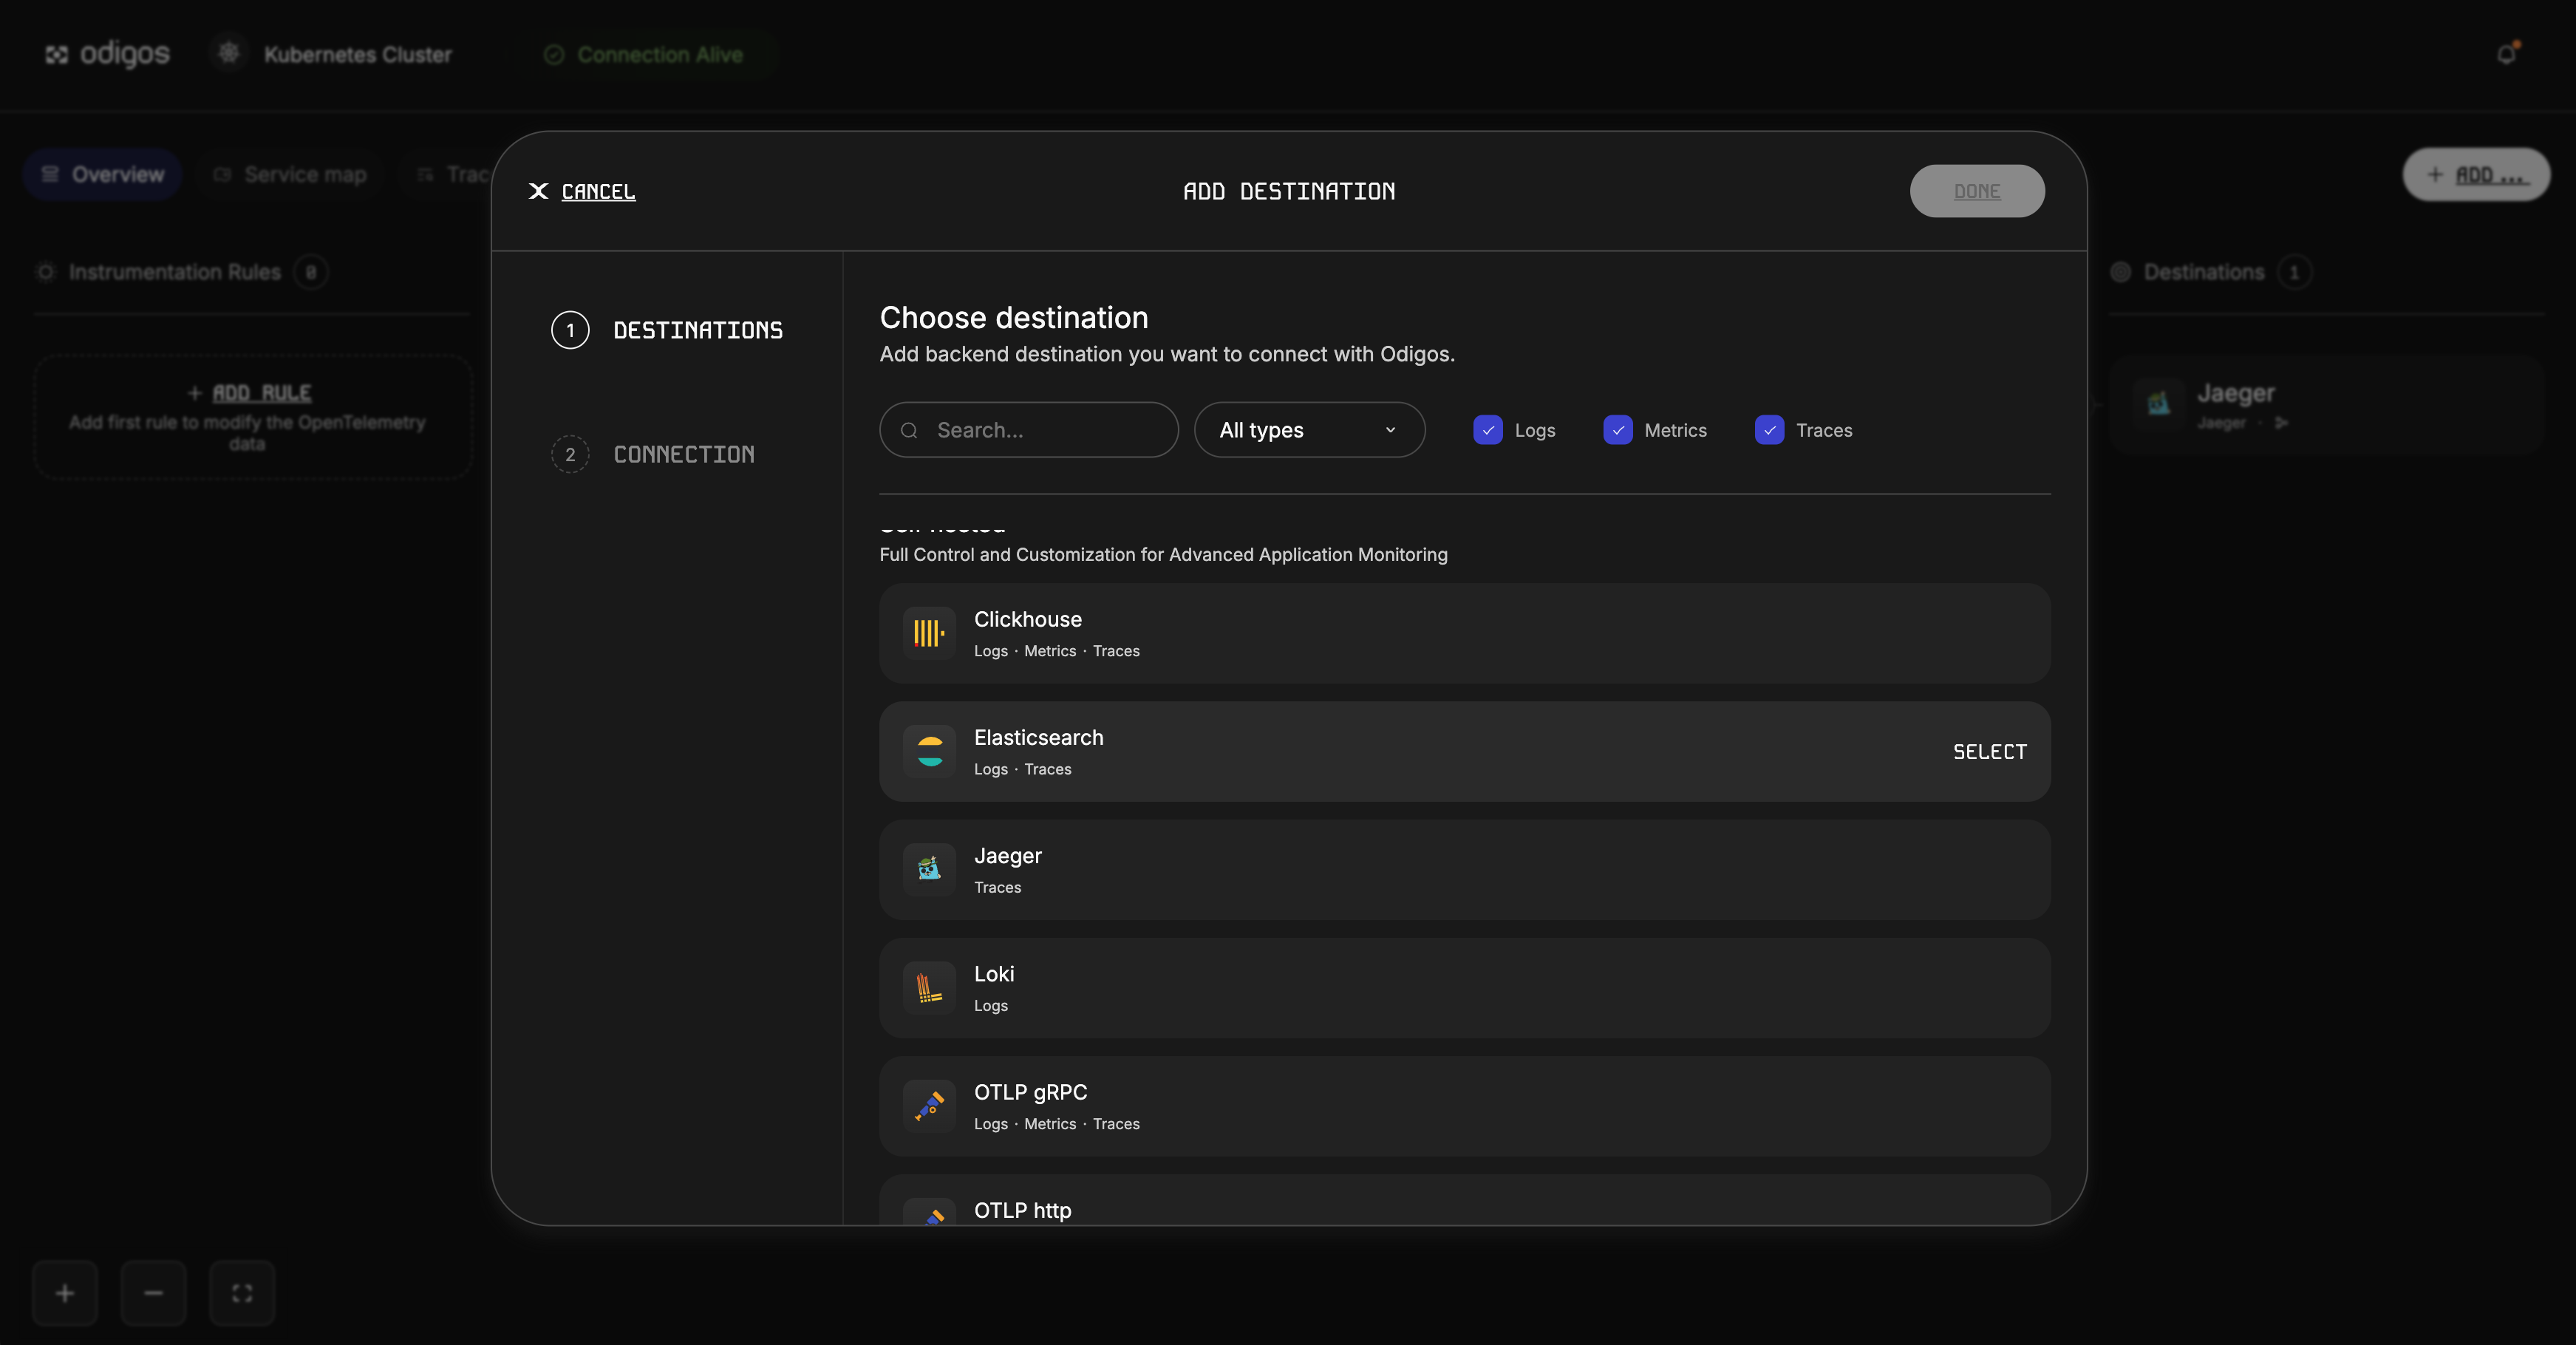 odigos
Kubernetes Cluster
Connection Alive
Overview
Service map
Trac
+ ADD ...
Instrumentation Rules 0
+ ADD RULE
Add first rule to modify the OpenTelemetry
data
Destinations 1
Jaeger
Jaeger ·
X CANCEL
ADD DESTINATION
DONE
1 DESTINATIONS
2 CONNECTION
Choose destination
Add backend destination you want to connect with Odigos.
Search...
All types
Logs
Metrics
Traces
Full Control and Customization for Advanced Application Monitoring
Clickhouse
Logs · Metrics · Traces
Elasticsearch
Logs · Traces
SELECT
Jaeger
Traces
Loki
Logs
OTLP gRPC
Logs · Metrics · Traces
OTLP http